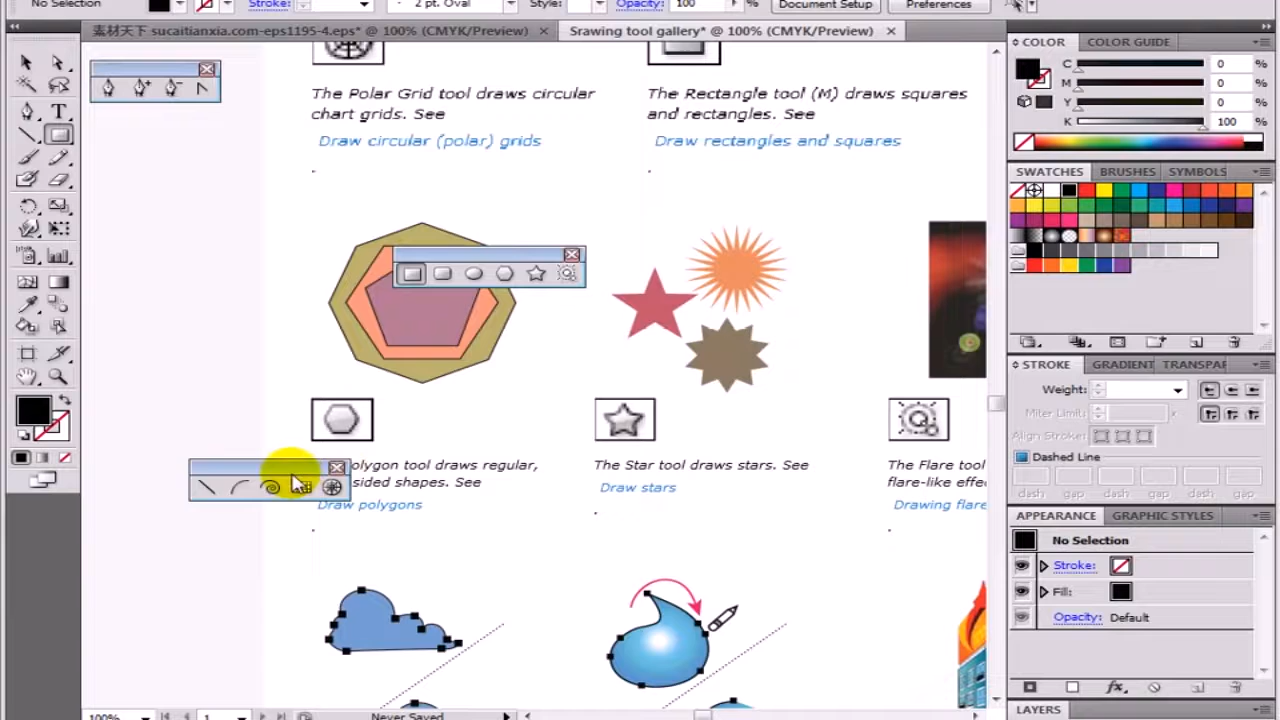 No Selection Stroke: 2 pt. Oval Style: Opacity: 100 % Document Setup Preferences
素材天下 sucaitianxia.com-eps1195-4.eps* @ 100% (CMYK/Preview) Srawing tool gallery* @ 100% (CMYK/Preview)
COLOR COLOR GUIDE
C 0 %
M 0 %
Y 0 %
K 100 %
The Polar Grid tool draws circular
chart grids. See
Draw circular (polar) grids
.
The Rectangle tool (M) draws squares
and rectangles. See
Draw rectangles and squares
.
SWATCHES BRUSHES SYMBOLS
olygon tool draws regular,
sided shapes. See
Draw polygons
.
The Star tool draws stars. See
Draw stars
.
The Flare tool
flare-like effe
Drawing flare
.
STROKE GRADIENT TRANSPAR
Weight:
Miter Limit: x
Align Stroke:
Dashed Line
dash gap dash gap dash gap
APPEARANCE GRAPHIC STYLES
No Selection
Stroke:
Fill:
Opacity: Default
LAYERS
100% 1 Never Saved